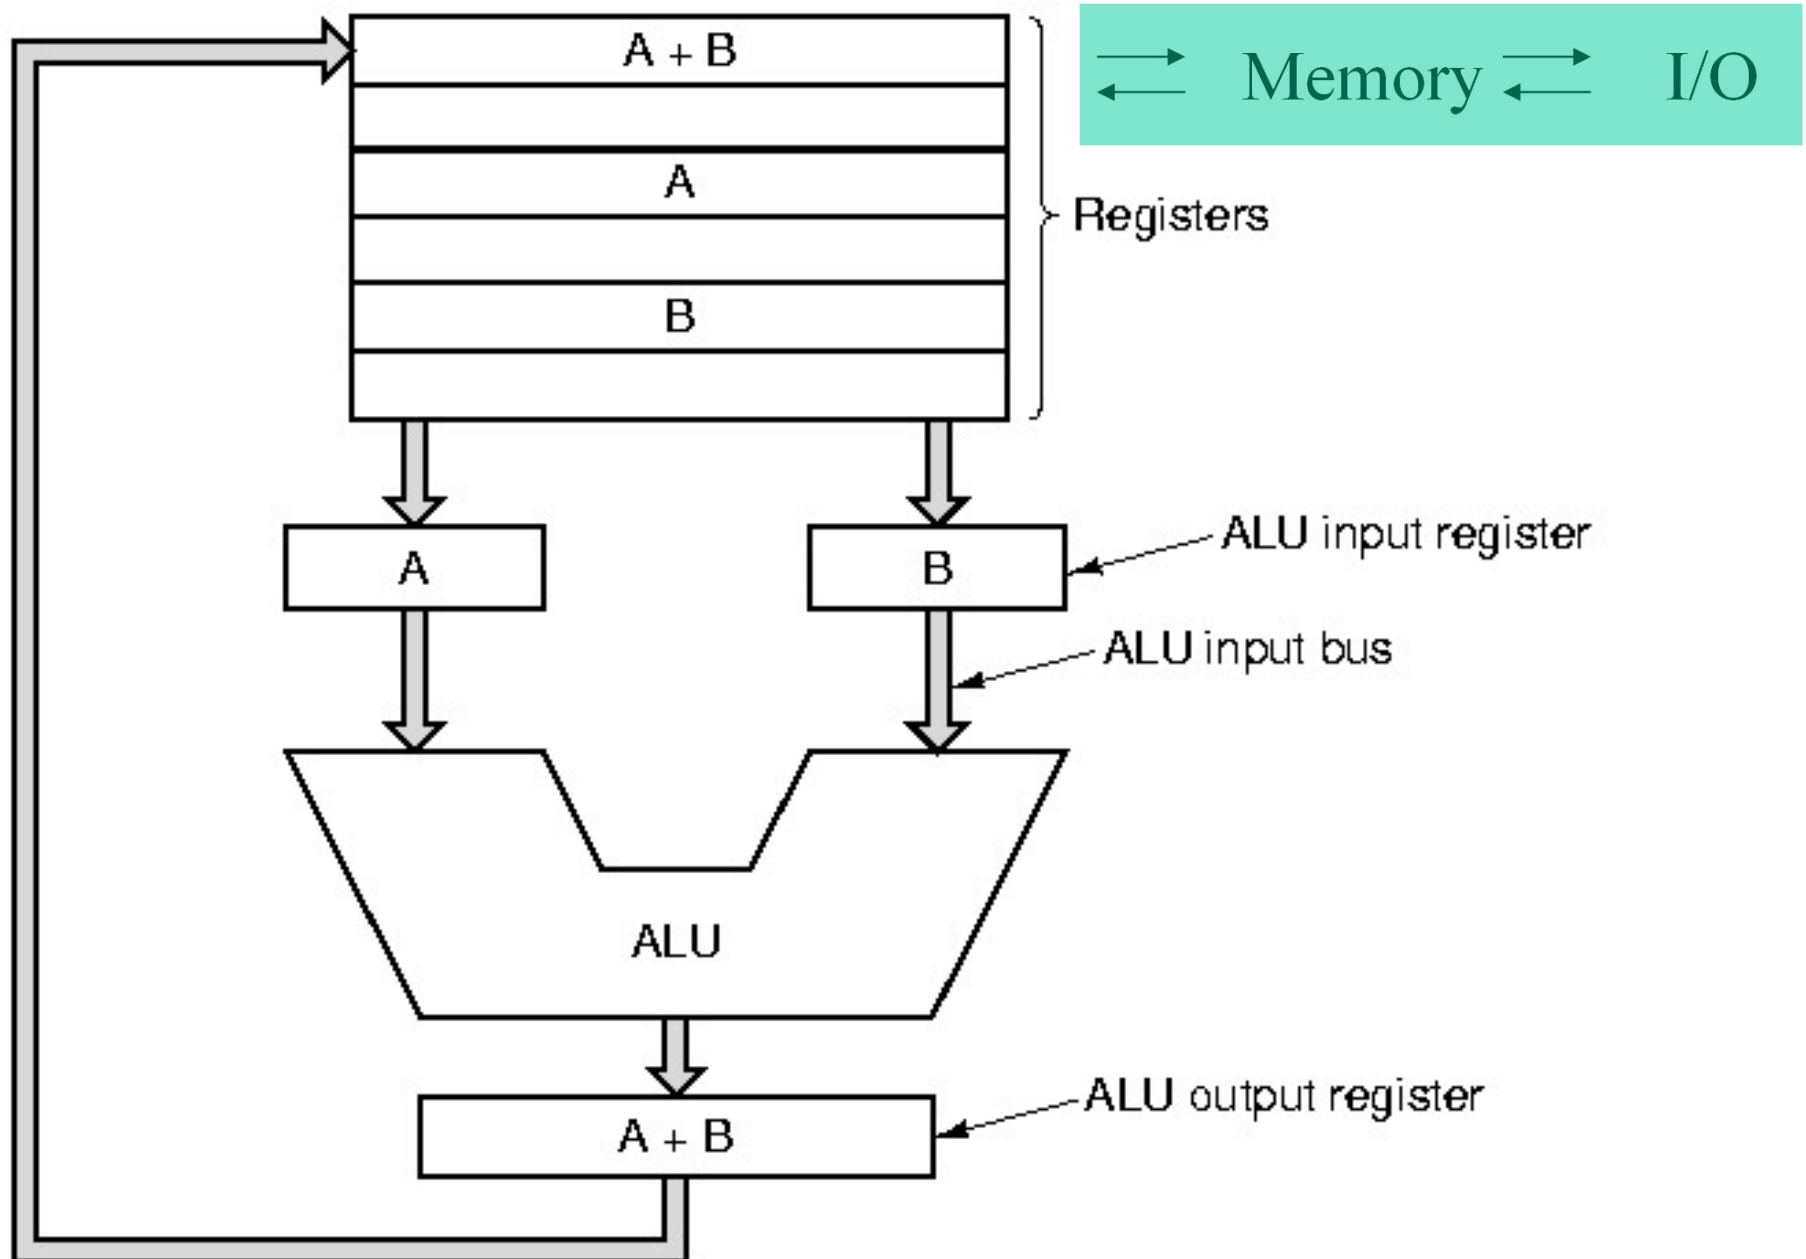 A + B
Memory I/O
A
Registers
B
A
B
ALU input register
ALU input bus
ALU
ALU output register
A + B